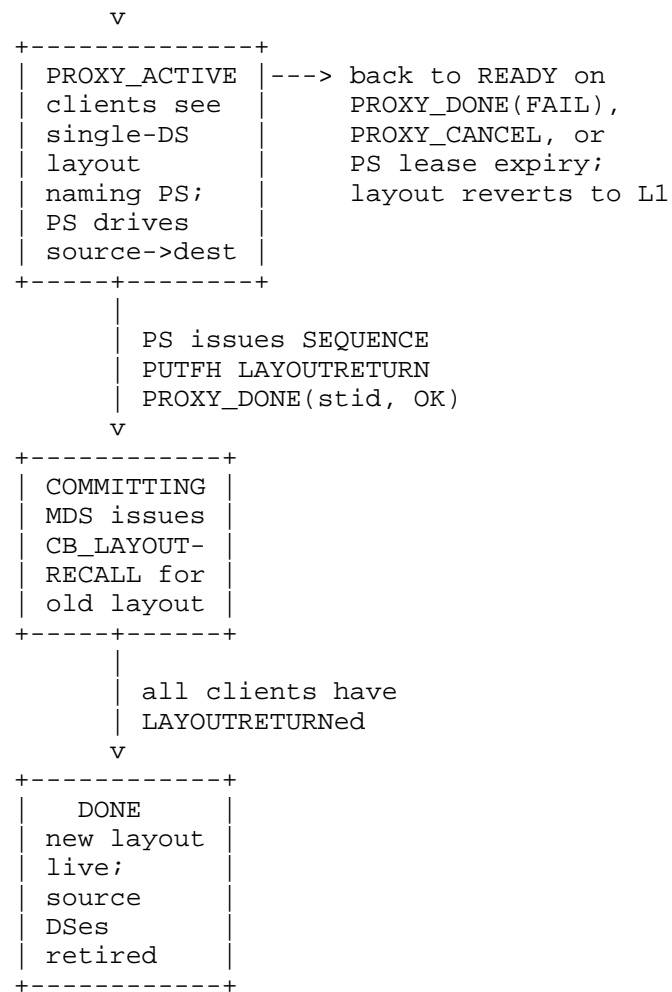 v
PROXY_ACTIVE ---> back to READY on
clients see PROXY_DONE(FAIL),
single-DS PROXY_CANCEL, or
layout PS lease expiry;
naming PS; layout reverts to L1
PS drives
source->dest
PS issues SEQUENCE
PUTFH LAYOUTRETURN
PROXY_DONE(stid, OK)
v
COMMITTING
MDS issues
CB_LAYOUT-
RECALL for
old layout
all clients have
LAYOUTRETURNed
v
DONE
new layout
live;
source
DSes
retired